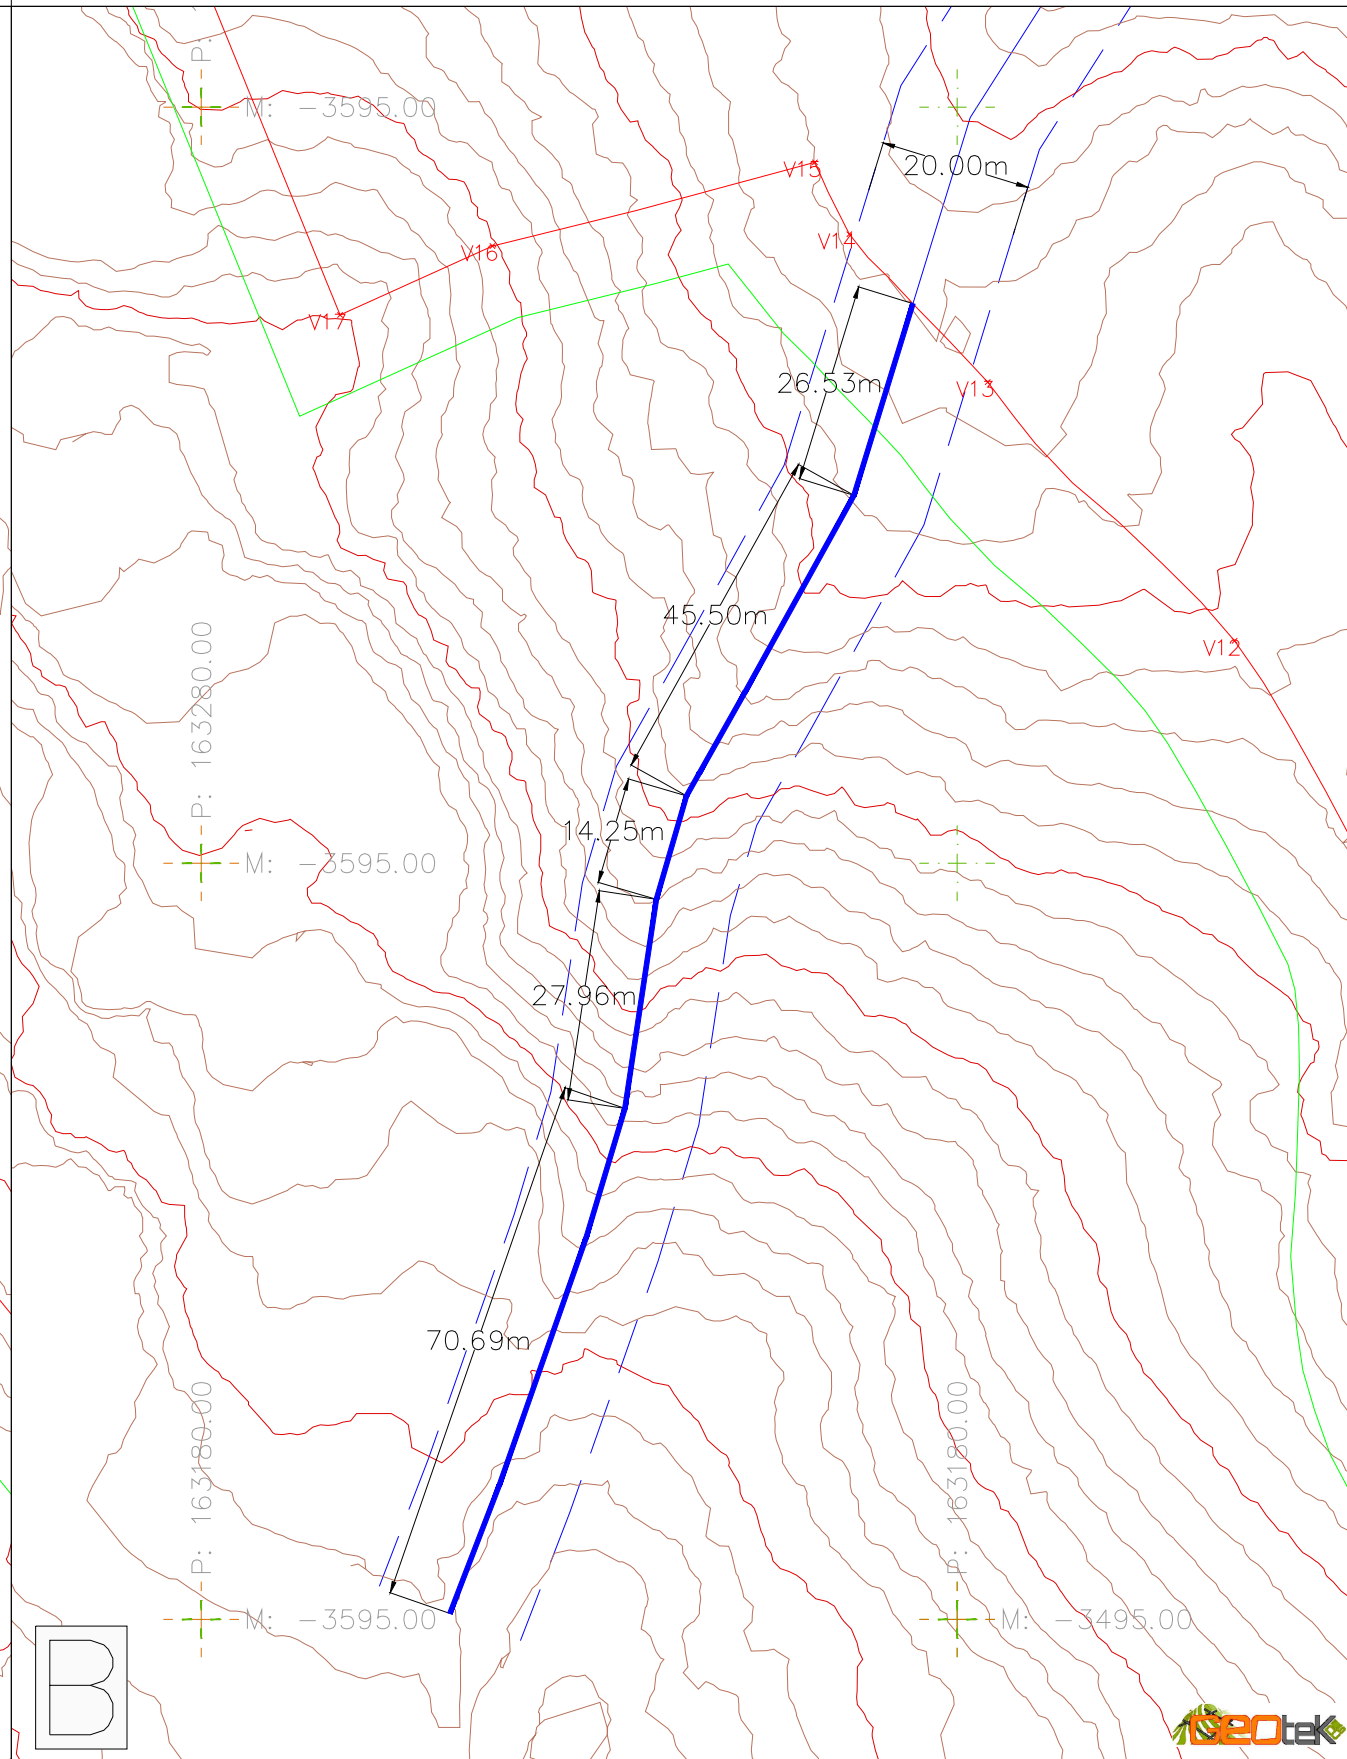 P:
M: -3595.00
20.00m
V15
V14
V16
V17
26.53m
V13
45.50m
V12
P: 163280.00
14.25m
M: -3595.00
27.96m
70.69m
P: 163180.00
P: 163180.00
M: -3595.00
M: -3495.00
B
GEOteK